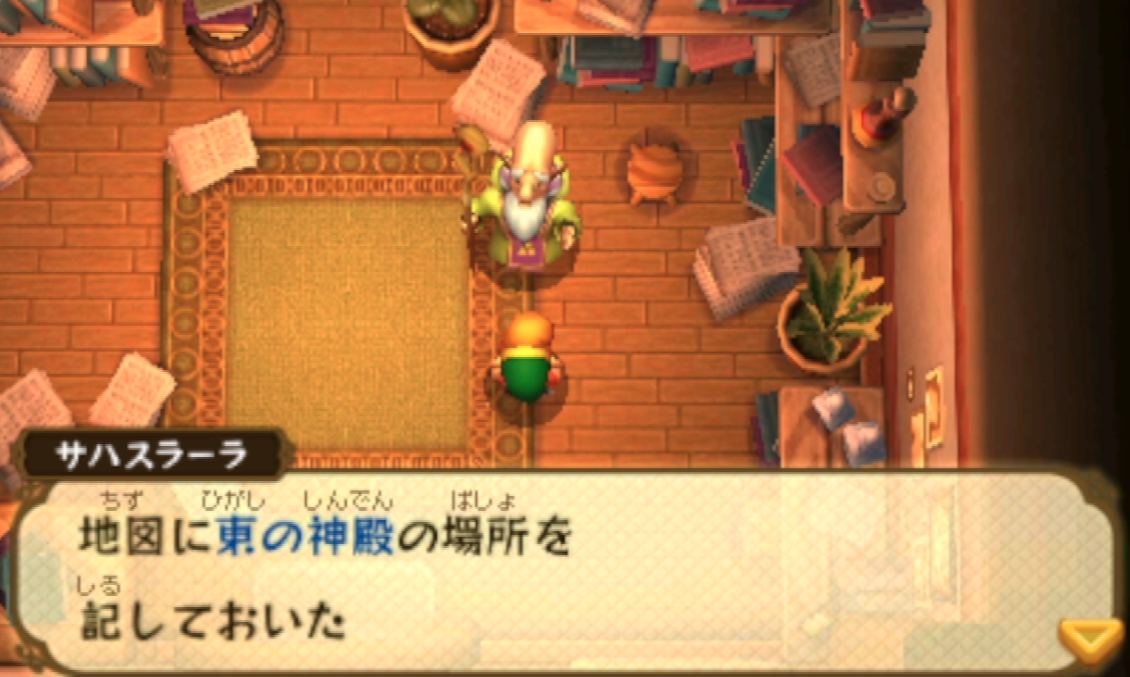 サハスラーラ
ちず ひがし しんでん ばしょ
地図に東の神殿の場所を
しる
記しておいた